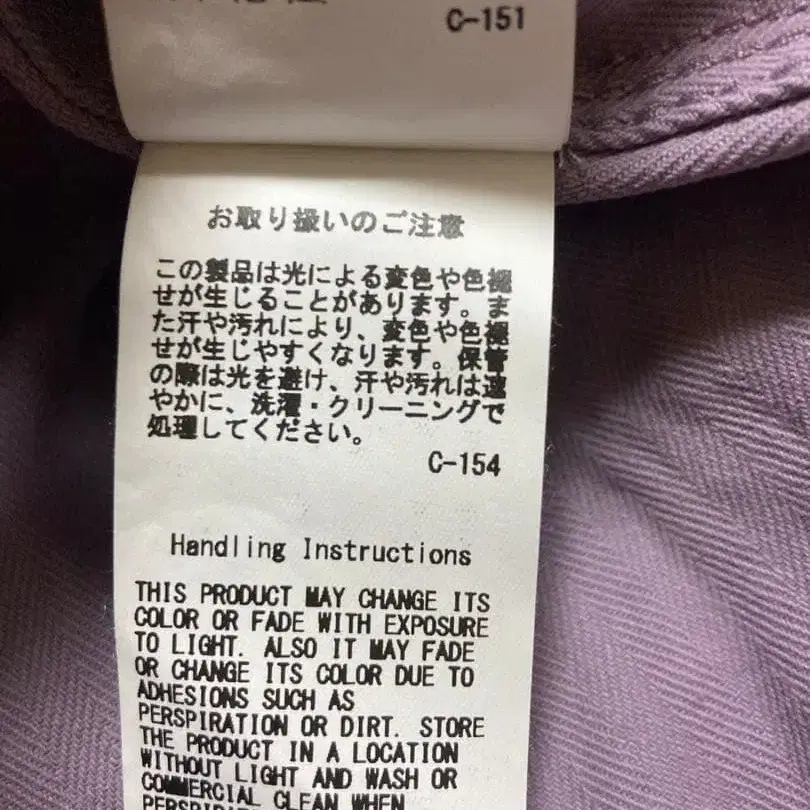 C-151
お取り扱いのご注意
この製品は光による変色や色褪
せが生じることがあります。ま
た汗や汚れにより、変色や色褪
せが生じやすくなります。保管
の際は光を避け、汗や汚れは速
やかに、洗濯・クリーニングで
処理してください。
C-154
Handling Instructions
THIS PRODUCT MAY CHANGE ITS
COLOR OR FADE WITH EXPOSURE
TO LIGHT. ALSO IT MAY FADE
OR CHANGE ITS COLOR DUE TO
ADHESIONS SUCH AS
PERSPIRATION OR DIRT. STORE
THE PRODUCT IN A LOCATION
WITHOUT LIGHT AND WASH OR
COMMERCIAL CLEAN WHEN